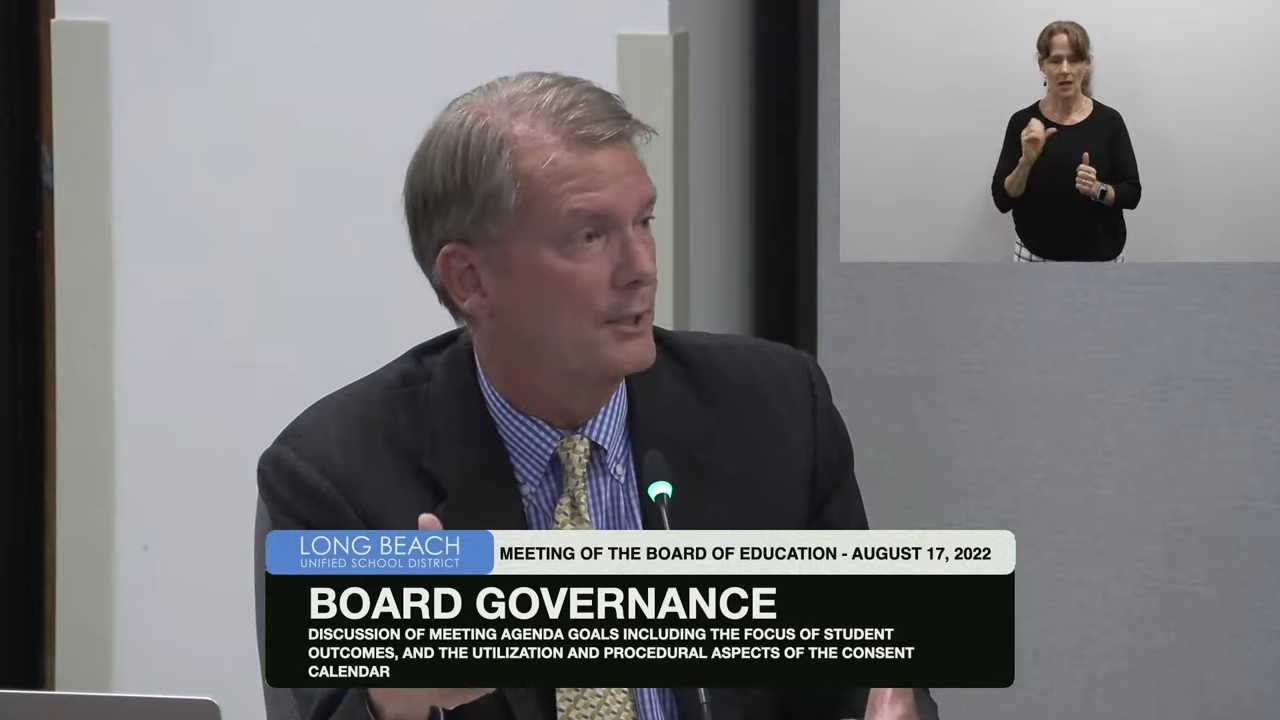 LONG BEACH
UNIFIED SCHOOL DISTRICT
MEETING OF THE BOARD OF EDUCATION - AUGUST 17, 2022
BOARD GOVERNANCE
DISCUSSION OF MEETING AGENDA GOALS INCLUDING THE FOCUS OF STUDENT
OUTCOMES, AND THE UTILIZATION AND PROCEDURAL ASPECTS OF THE CONSENT
CALENDAR